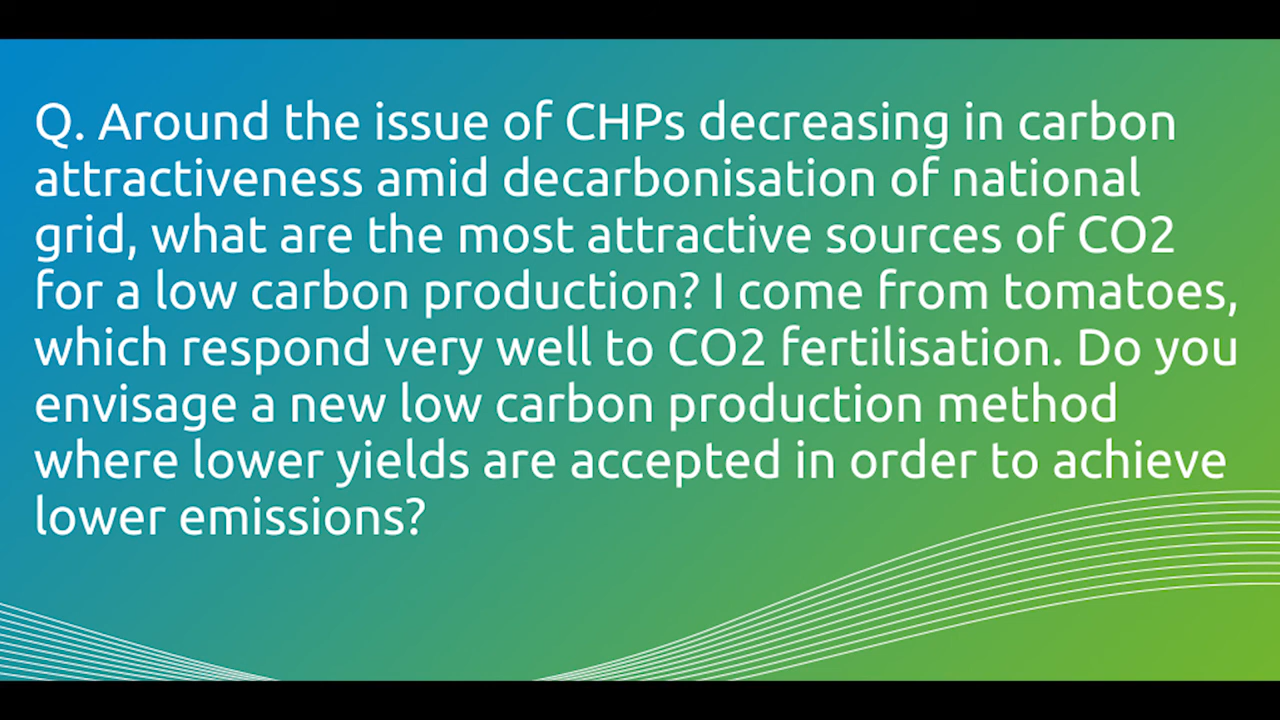 Q. Around the issue of CHPs decreasing in carbon
attractiveness amid decarbonisation of national
grid, what are the most attractive sources of CO2
for a low carbon production? I come from tomatoes,
which respond very well to CO2 fertilisation. Do you
envisage a new low carbon production method
where lower yields are accepted in order to achieve
lower emissions?